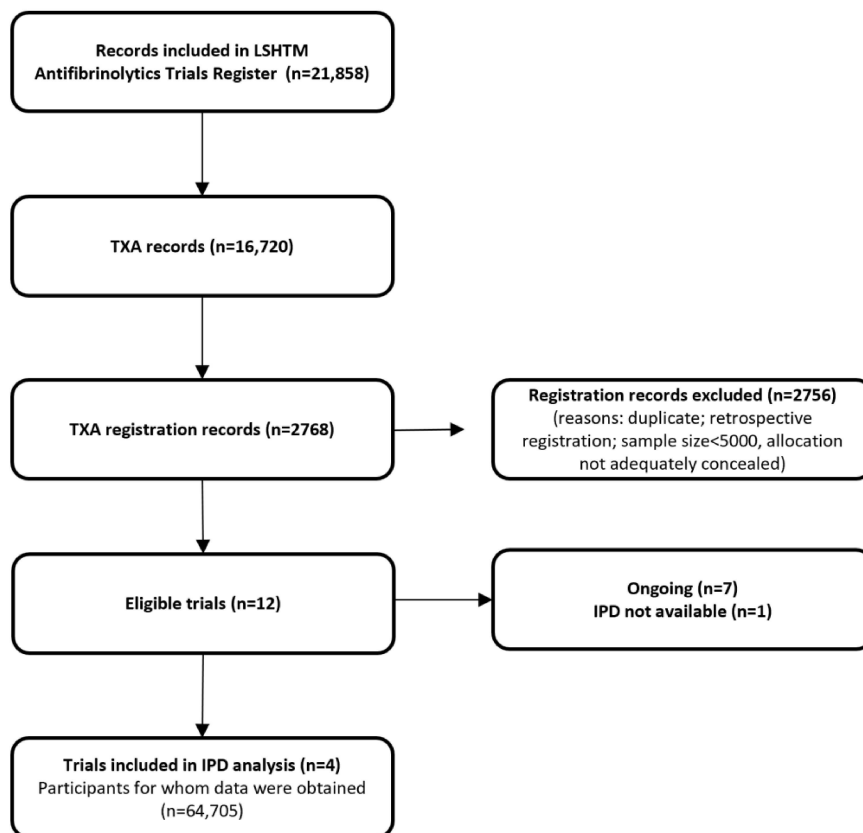 Records included in LSHTM
Antifibrinolytics Trials Register (n=21,858)
TXA records (n=16,720)
TXA registration records (n=2768)
Registration records excluded (n=2756)
(reasons: duplicate; retrospective
registration; sample size<5000, allocation
not adequately concealed)
Eligible trials (n=12)
Ongoing (n=7)
IPD not available (n=1)
Trials included in IPD analysis (n=4)
Participants for whom data were obtained
(n=64,705)